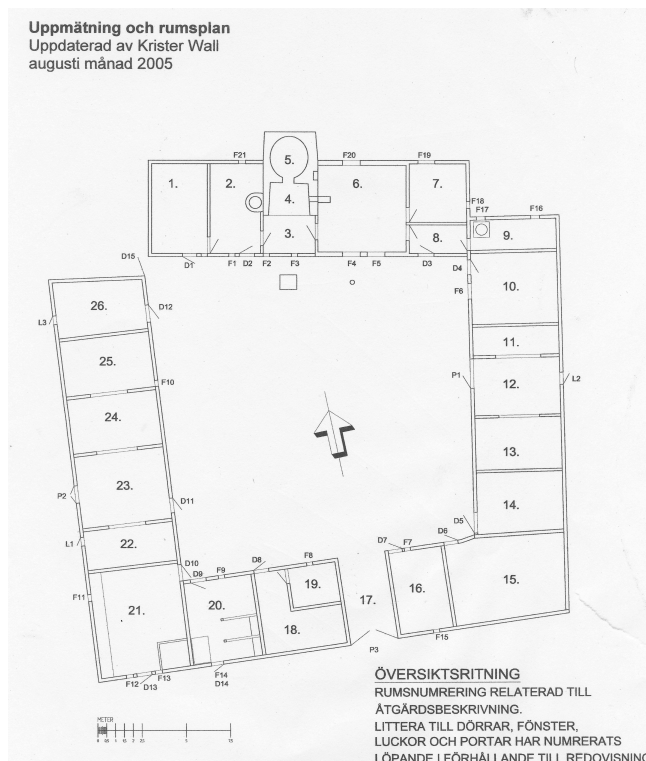 Uppmätning och rumsplan
Uppdaterad av Krister Wall
augusti månad 2005
F21 F20 F19
1. 2. 5. 4. 3. 6. 7. 8.
F18
F17 F16
D1 F1 D2 F2 F3 F4 F5 D3 D4
9.
D15
D12
F6
10.
26.
L3
11.
25.
F10
P1
12.
L2
24.
13.
23.
P2
D11
14.
D5
D6
22.
L1
D7 F7
D10
D9 F9 D8 F8
F11
21.
20.
19.
18.
17.
16.
15.
F15
P3
F12 D13 F13 F14 D14
ÖVERSIKTSRITNING
RUMSNUMRERING RELATERAD TILL
ÅTGÄRDSBESKRIVNING.
LITTERA TILL DÖRRAR, FÖNSTER,
LUCKOR OCH PORTAR HAR NUMRERATS
LÖPANDE I FÖRHÅLLANDE TILL REDOVISNING
METER